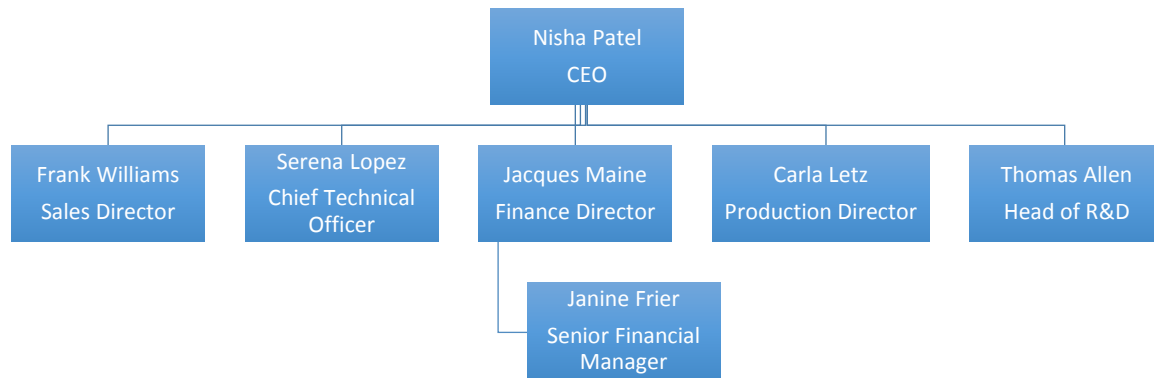 Nisha Patel
CEO
Frank Williams
Sales Director
Serena Lopez
Chief Technical
Officer
Jacques Maine
Finance Director
Carla Letz
Production Director
Thomas Allen
Head of R&D
Janine Frier
Senior Financial
Manager